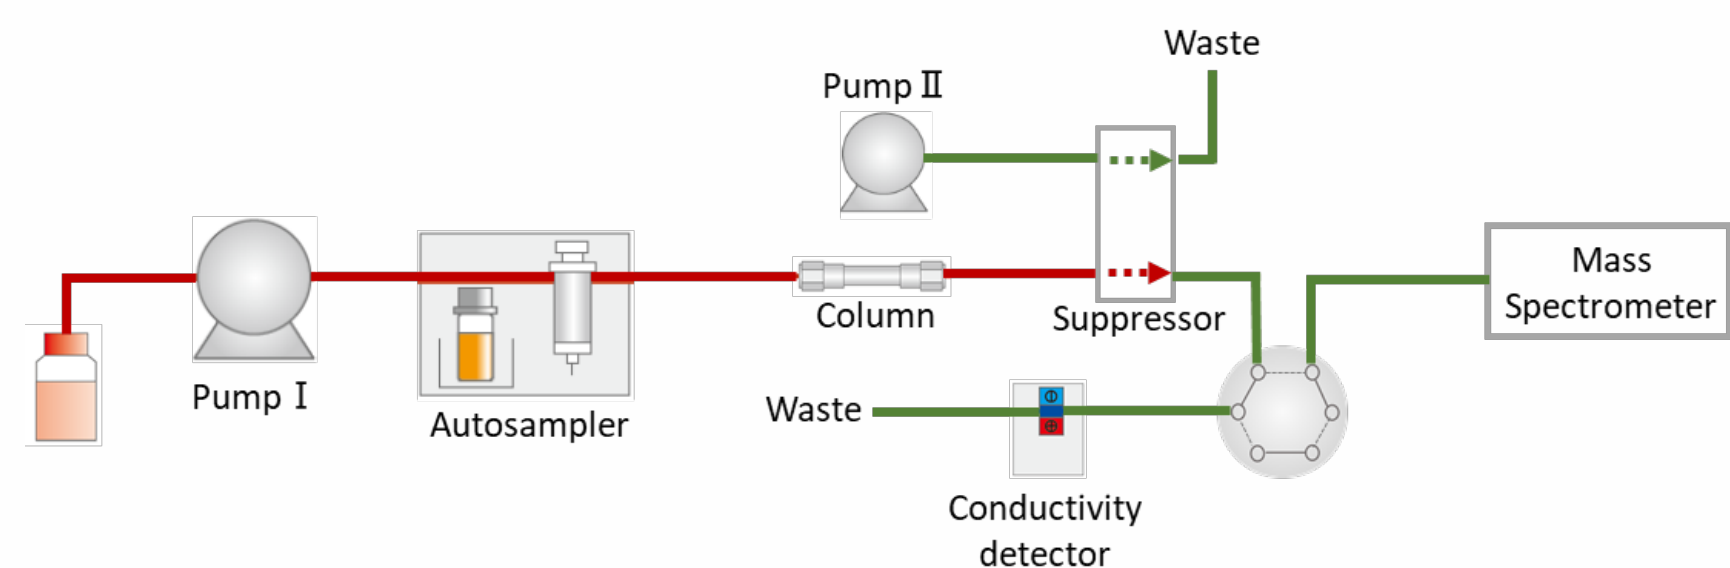 Waste
Pump Ⅱ
Mass
Spectrometer
Column
Suppressor
Pump Ⅰ
Autosampler
Waste
Conductivity
detector